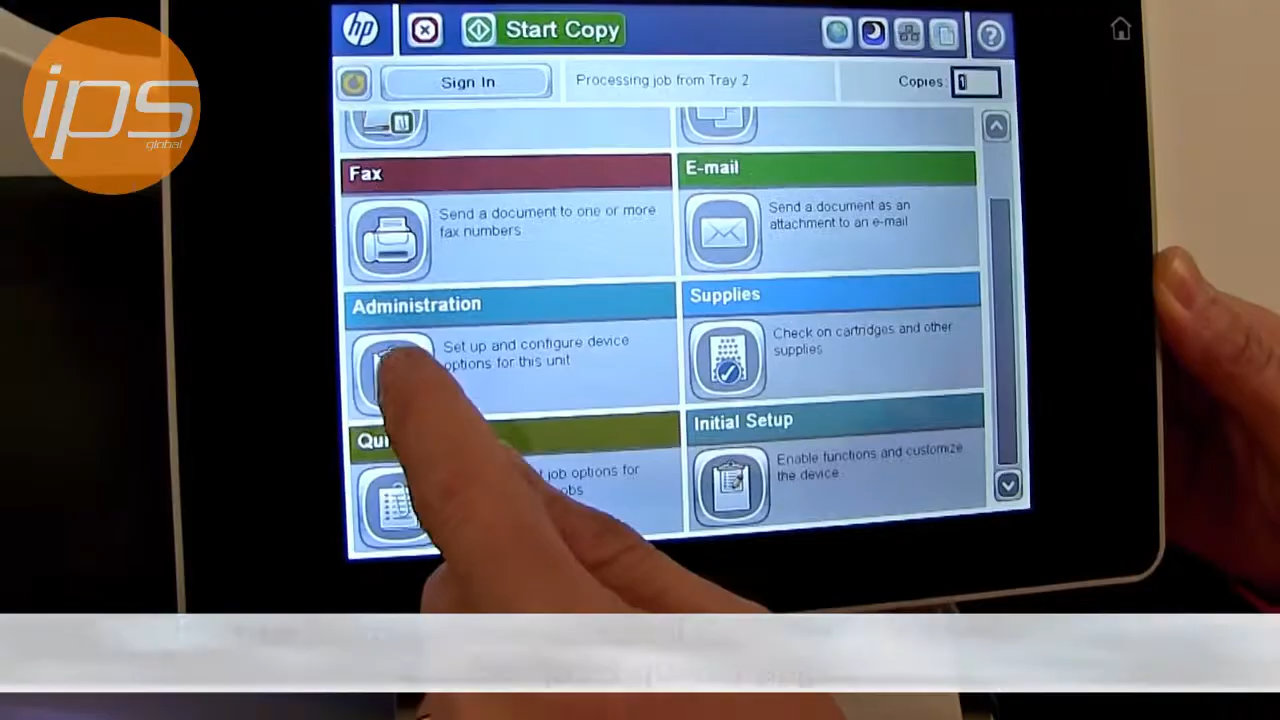 ips
global
hp
Start Copy
?
Sign In
Processing job from Tray 2
Copies:
1
Fax
Send a document to one or more
fax numbers
E-mail
Send a document as an
attachment to an e-mail
Administration
Set up and configure device
options for this unit
Supplies
Check on cartridges and other
supplies
job options for
Initial Setup
Enable functions and customize
the device